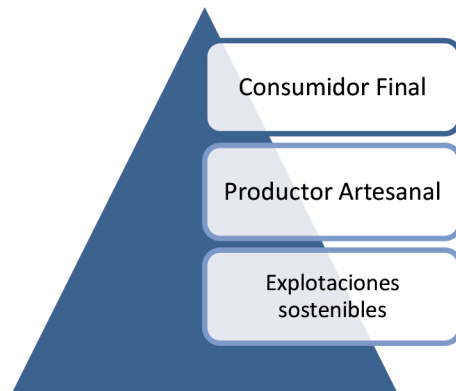 Consumidor Final
Productor Artesanal
Explotaciones
sostenibles